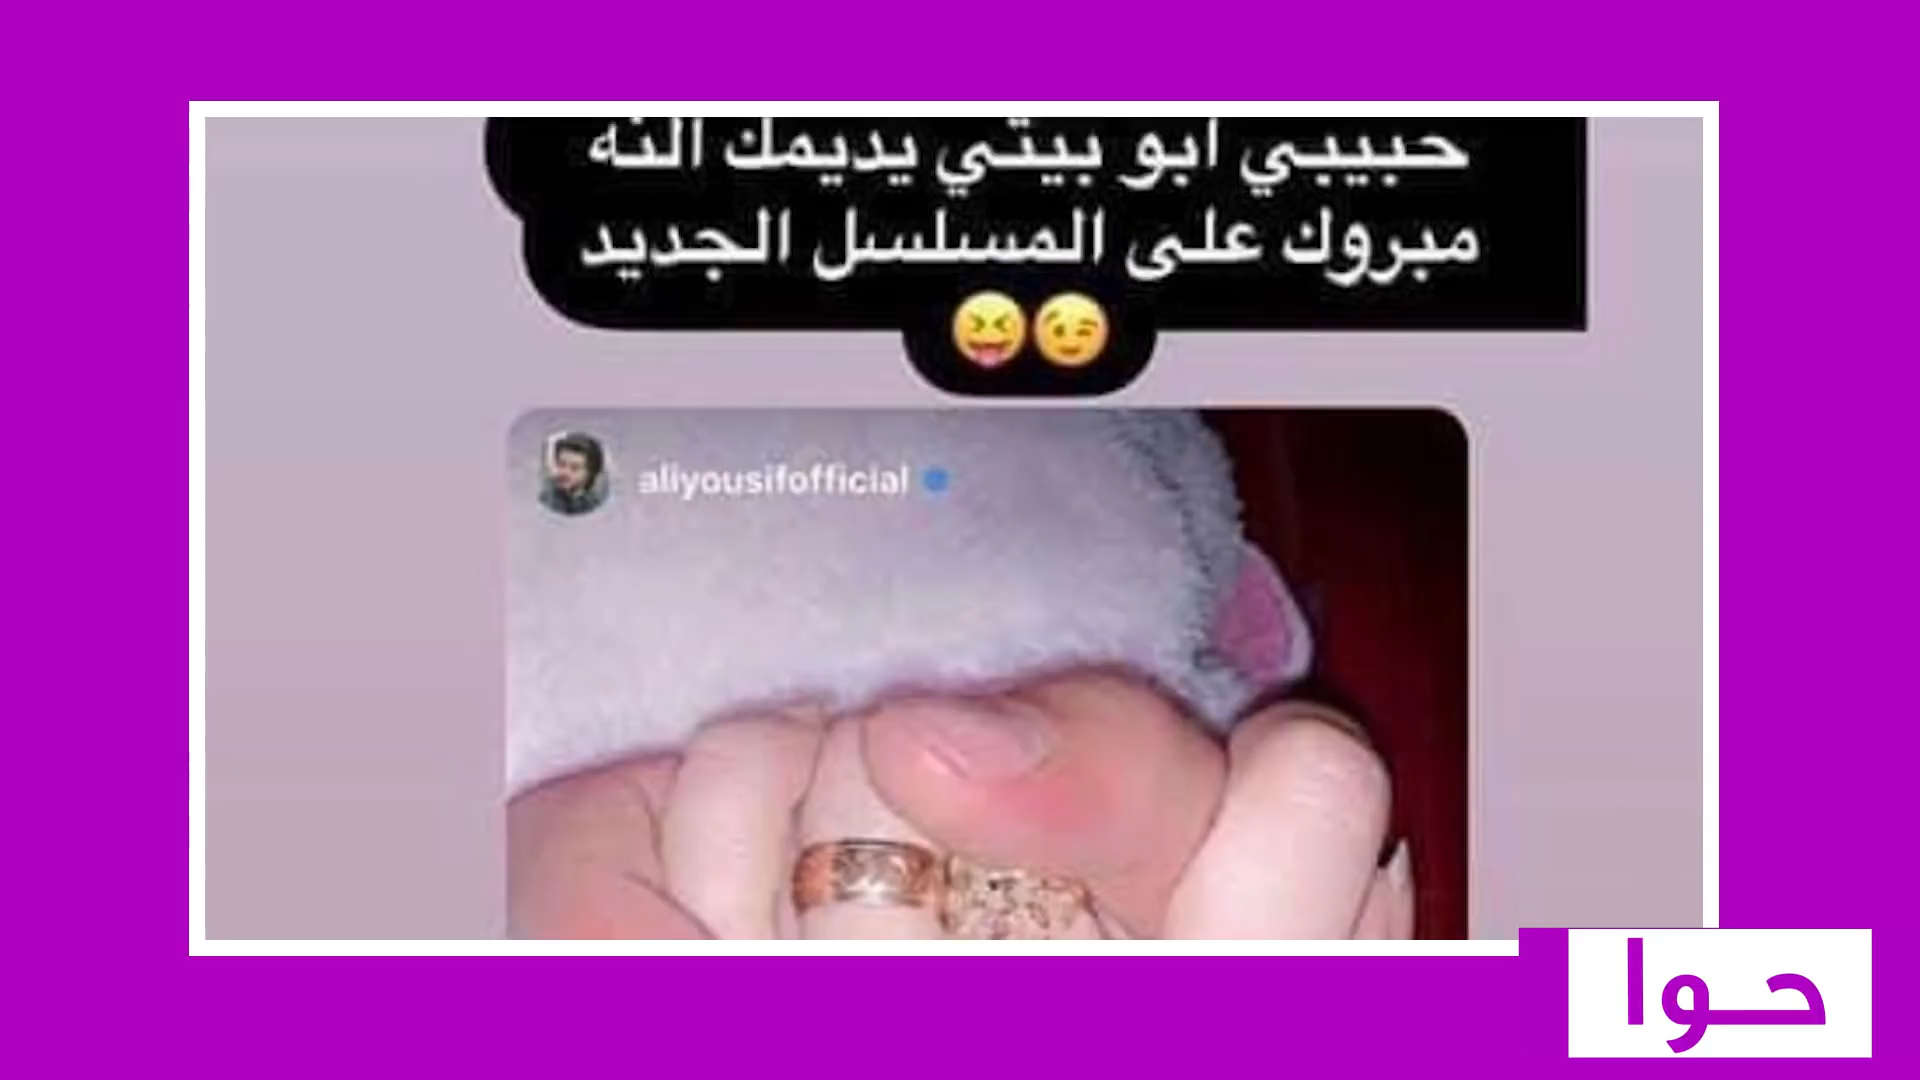 حبيبي ابو بيتي يديمك الله
مبروك على المسلسل الجديد
😉😝
aliyousifofficial
حوا